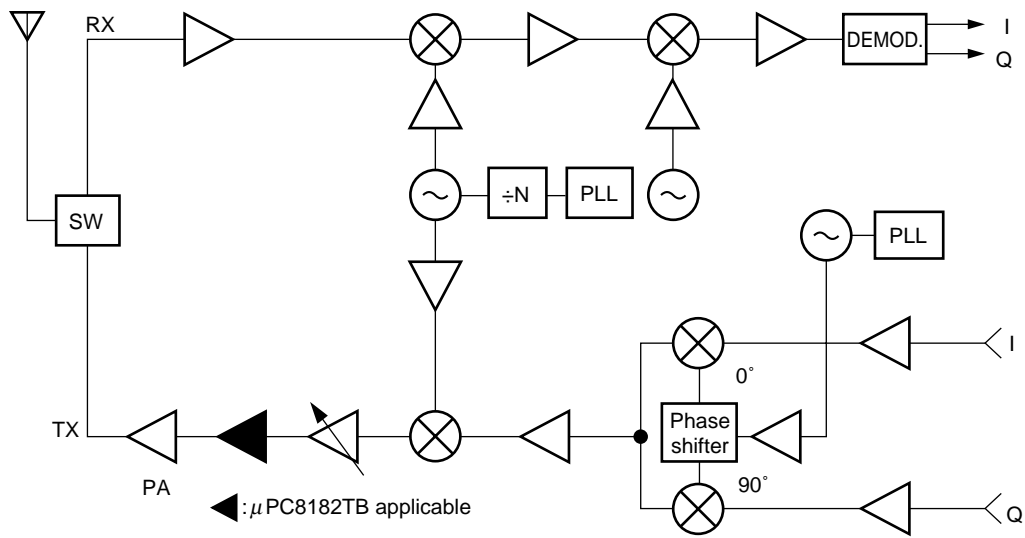 RX
DEMOD.
I
Q
SW
÷N
PLL
PLL
I
0°
TX
Phase
shifter
PA
90°
:μPC8182TB applicable
Q